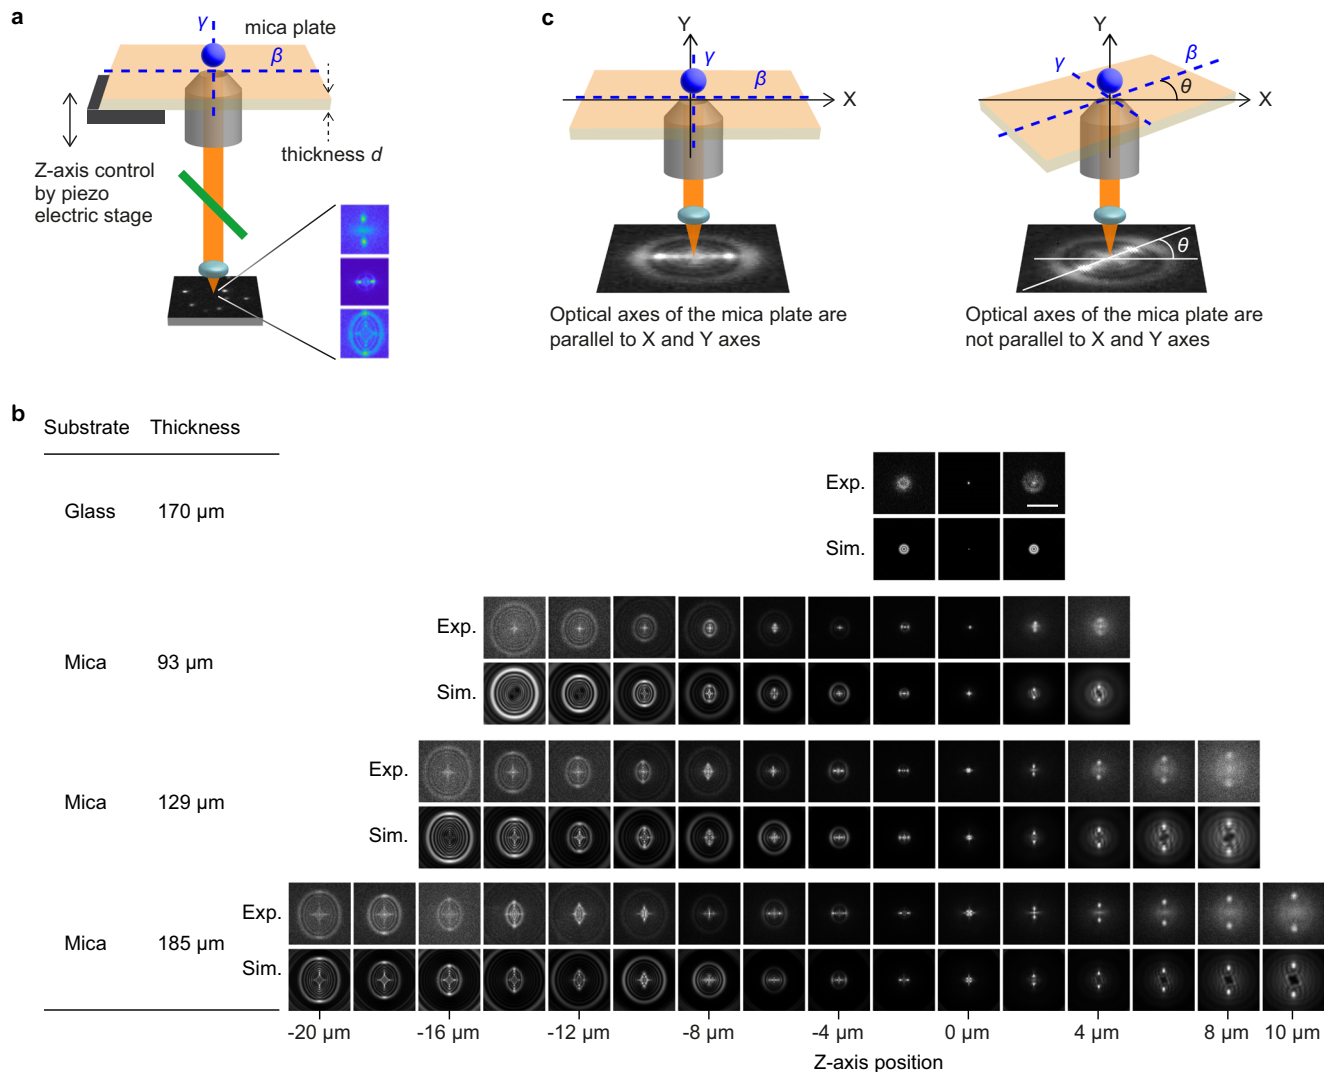 a
γ
mica plate
β
thickness d
Z-axis control
by piezo
electric stage
c
Y
γ
β
X
Optical axes of the mica plate are
parallel to X and Y axes
Y
γ
β
θ
X
θ
Optical axes of the mica plate are
not parallel to X and Y axes
b
Substrate Thickness
Glass 170 µm
Exp.
Sim.
Mica 93 µm
Exp.
Sim.
Mica 129 µm
Exp.
Sim.
Mica 185 µm
Exp.
Sim.
-20 µm -16 µm -12 µm -8 µm -4 µm 0 µm 4 µm 8 µm 10 µm
Z-axis position